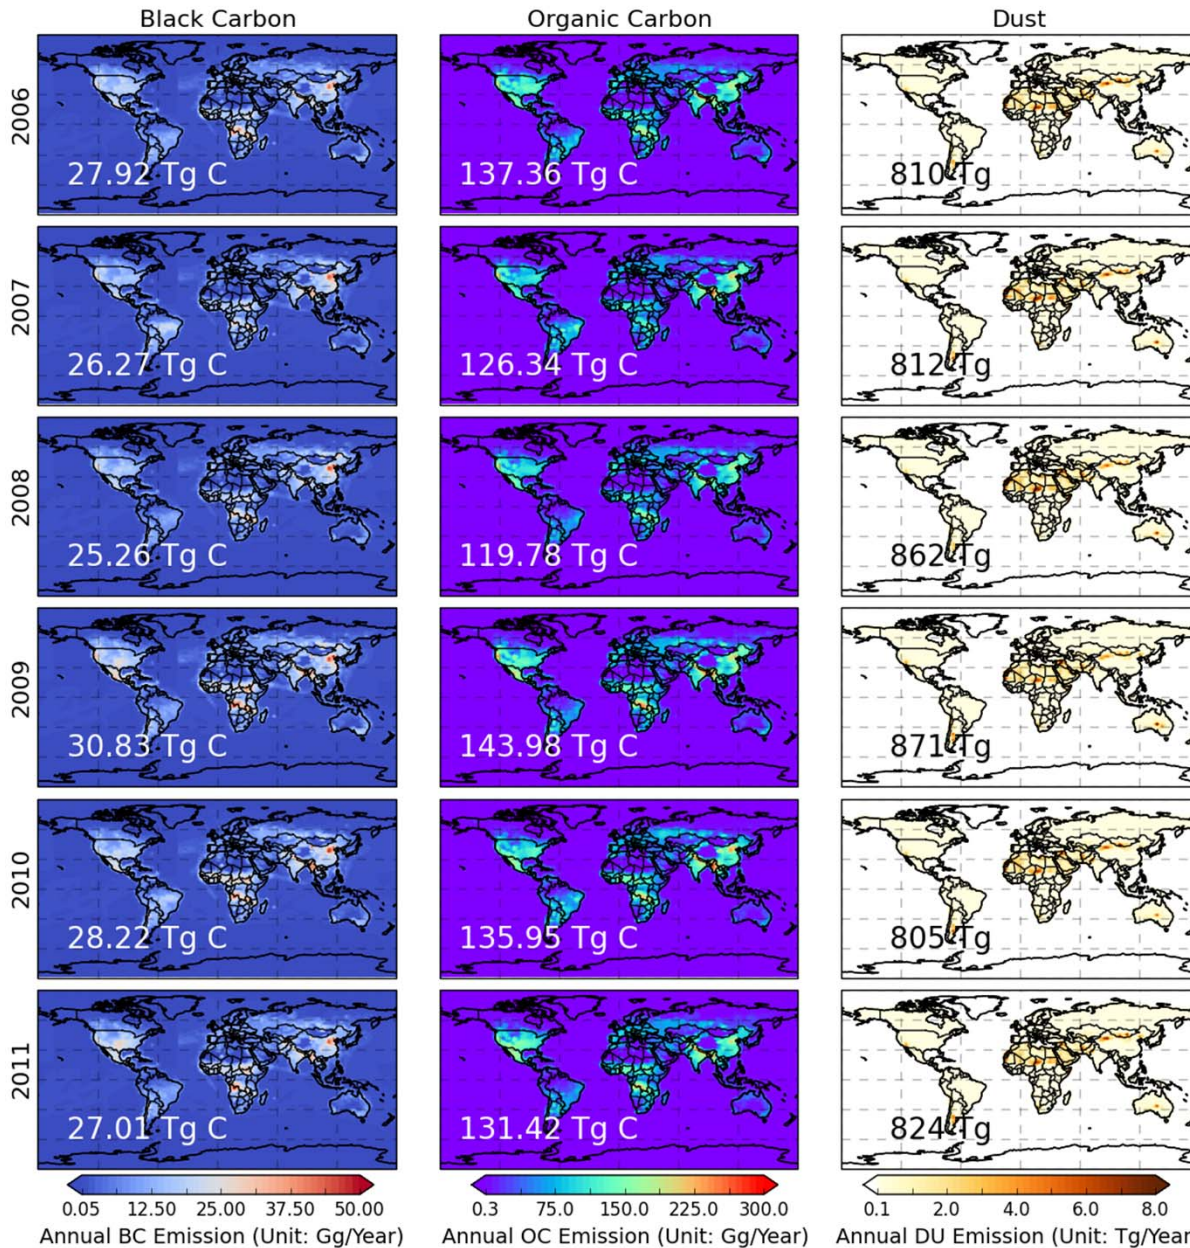 Black Carbon Organic Carbon Dust
2006 27.92 Tg C 137.36 Tg C 810 Tg
2007 26.27 Tg C 126.34 Tg C 812 Tg
2008 25.26 Tg C 119.78 Tg C 862 Tg
2009 30.83 Tg C 143.98 Tg C 871 Tg
2010 28.22 Tg C 135.95 Tg C 805 Tg
2011 27.01 Tg C 131.42 Tg C 824 Tg
0.05 12.50 25.00 37.50 50.00 0.3 75.0 150.0 225.0 300.0 0.1 2.0 4.0 6.0 8.0
Annual BC Emission (Unit: Gg/Year) Annual OC Emission (Unit: Gg/Year) Annual DU Emission (Unit: Tg/Year